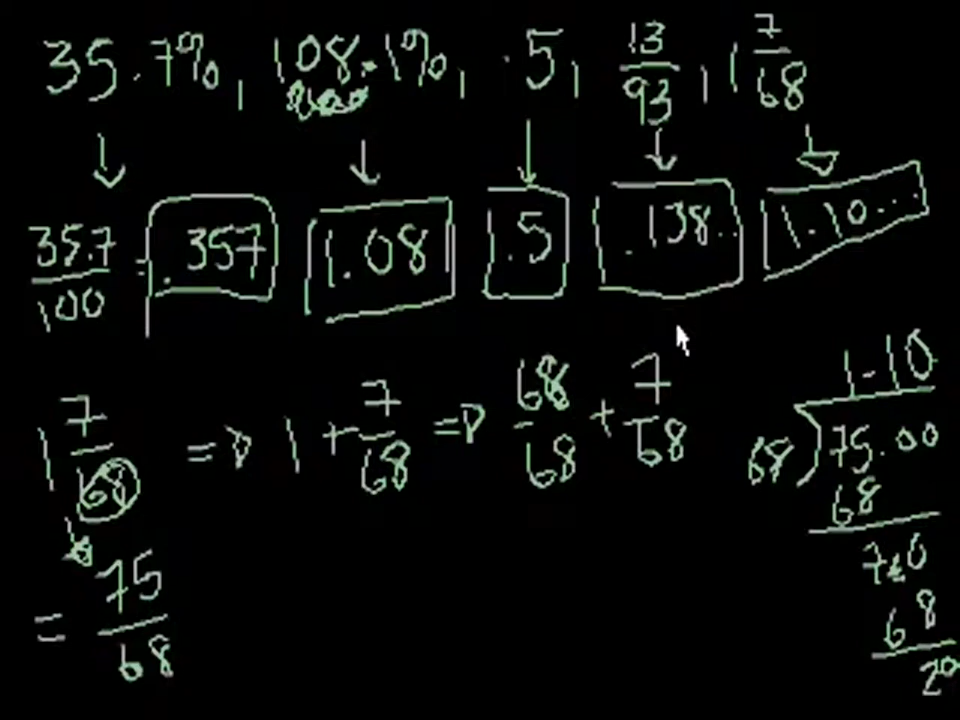 35.7%, 108.1%, .5, 13/93, 1 7/68
35.7/100 = .357 1.08 .5 .138.. 1.10...
1 7/68 => 1 + 7/68 => 68/68 + 7/68
= 75/68
1.10
68 75.00
68
7.0
68
20